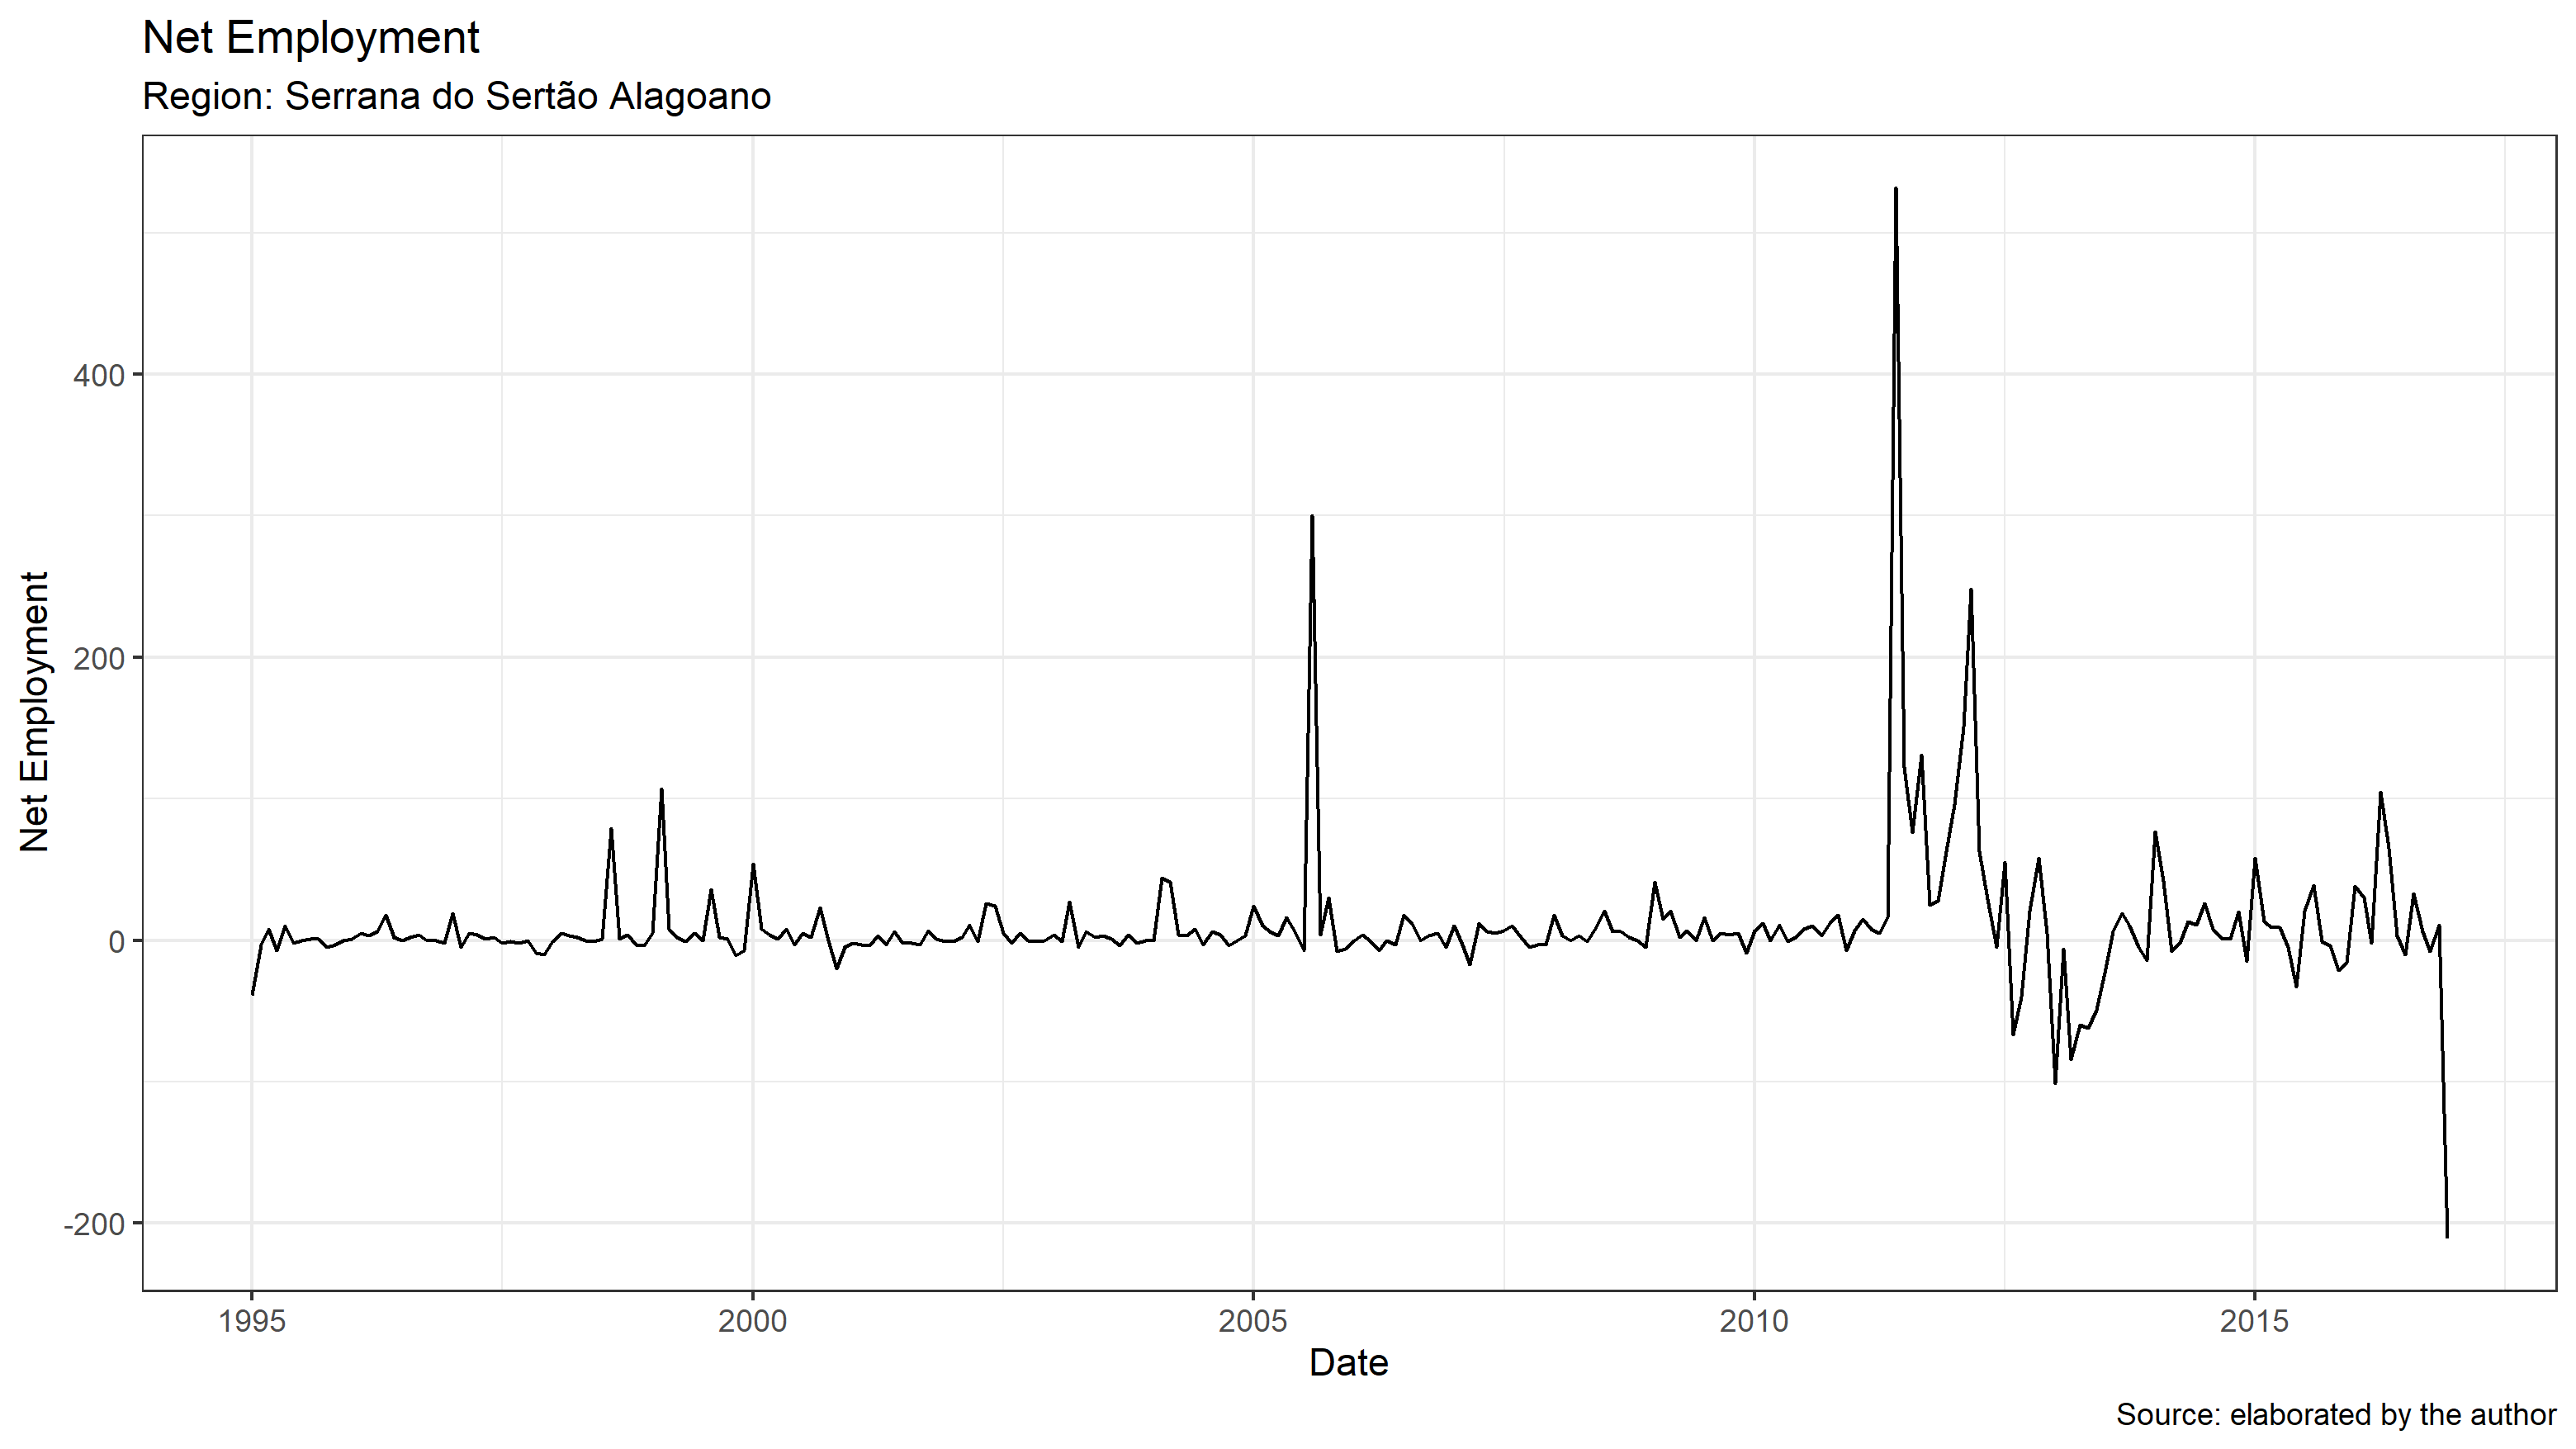 Net Employment
Region: Serrana do Sertão Alagoano
Net Employment
400
200
0
-200
1995
2000
2005
2010
2015
Date
Source: elaborated by the author